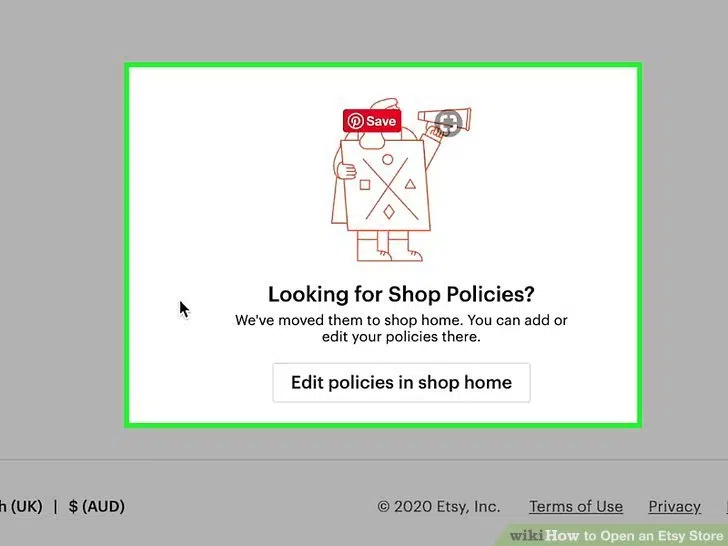 Save
Looking for Shop Policies?
We've moved them to shop home. You can add or
edit your policies there.
Edit policies in shop home
h (UK) | $ (AUD)
© 2020 Etsy, Inc. Terms of Use Privacy
wikiHow to Open an Etsy Store